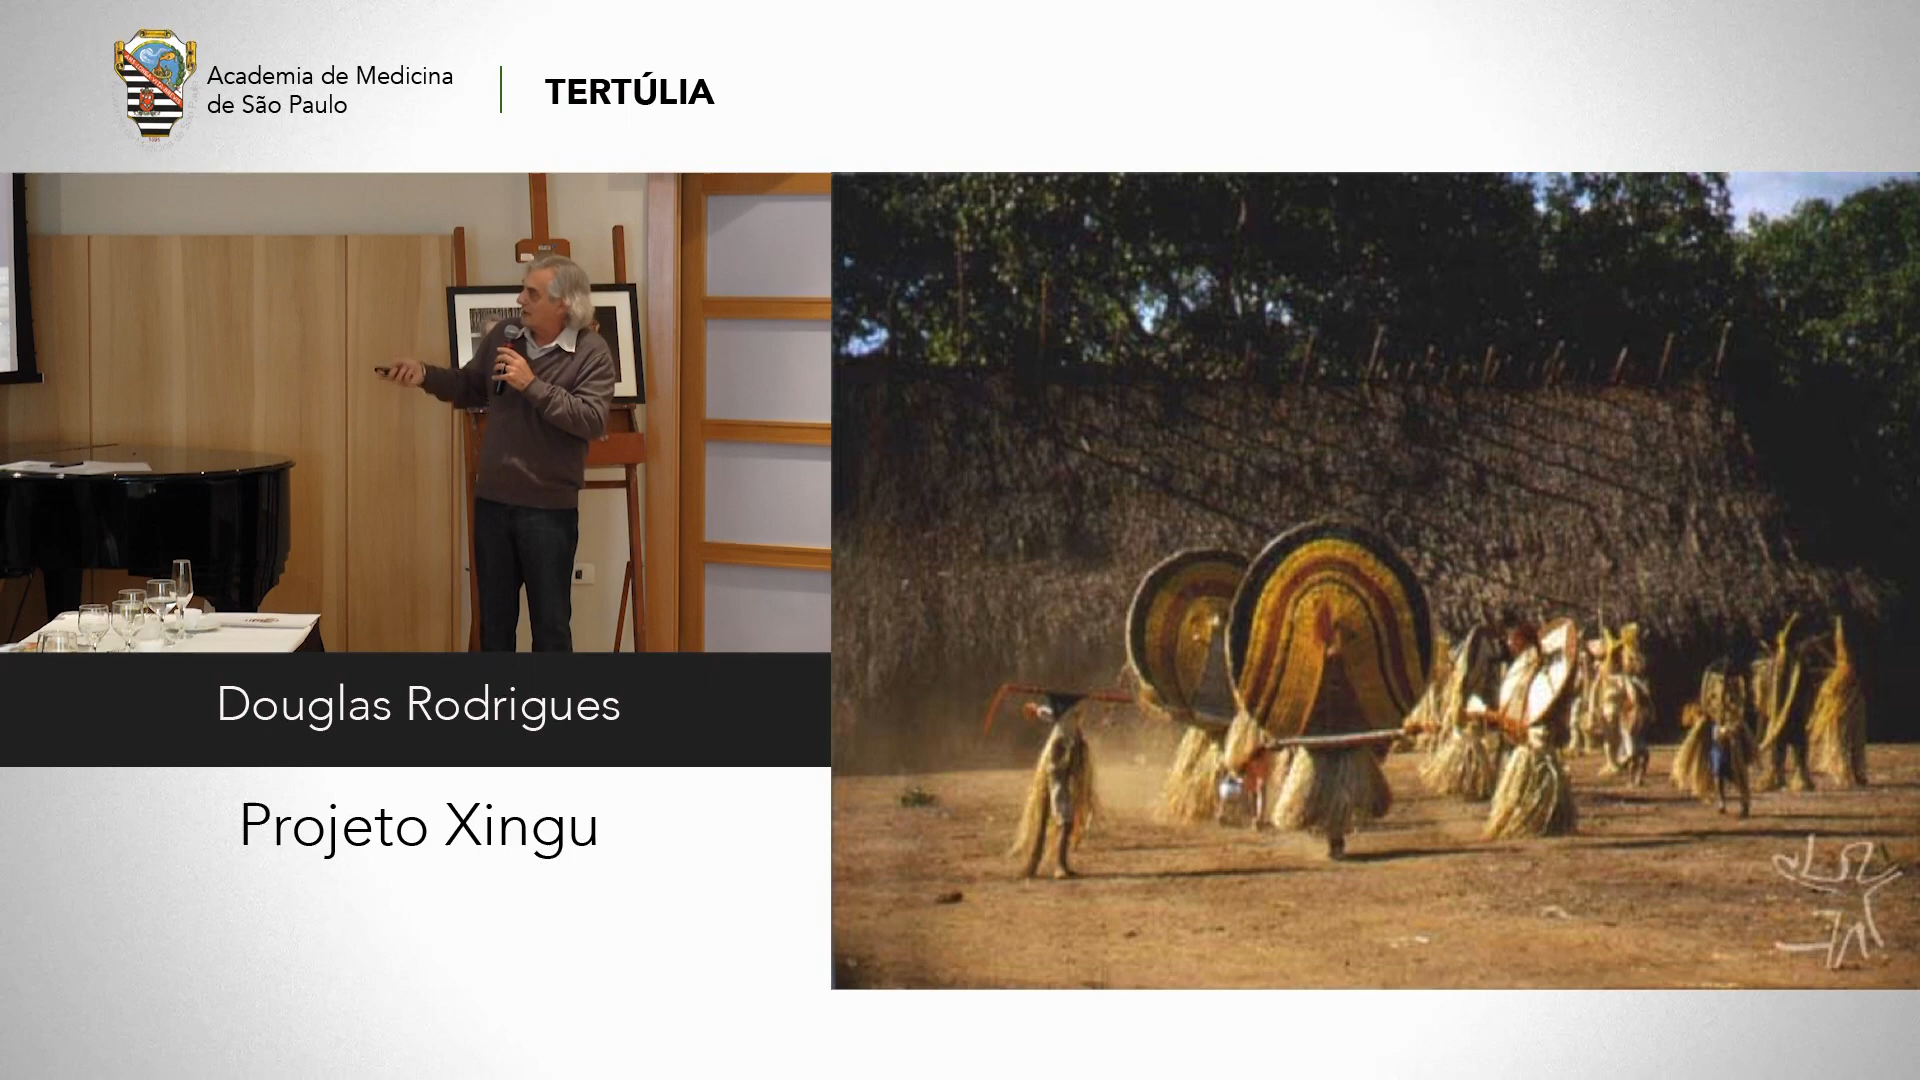 Academia de Medicina
de São Paulo
TERTÚLIA
Douglas Rodrigues
Projeto Xingu